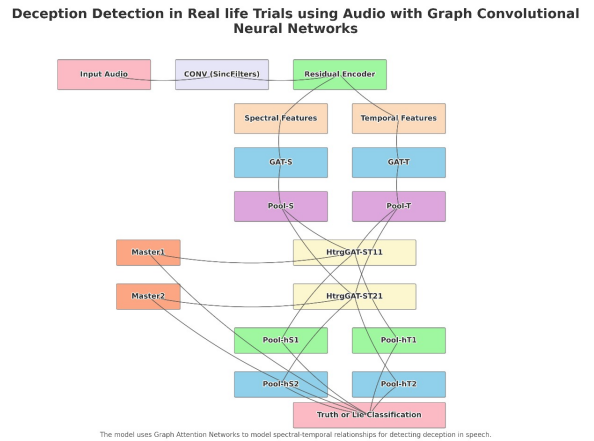 Deception Detection in Real life Trials using Audio with Graph Convolutional
Neural Networks
Input Audio
CONV (SincFilters)
Residual Encoder
Spectral Features
Temporal Features
GAT-S
GAT-T
Pool-S
Pool-T
Master1
HtrgGAT-ST11
Master2
HtrgGAT-ST21
Pool-hS1
Pool-hT1
Pool-hS2
Pool-hT2
Truth or Lie Classification
The model uses Graph Attention Networks to model spectral-temporal relationships for detecting deception in speech.